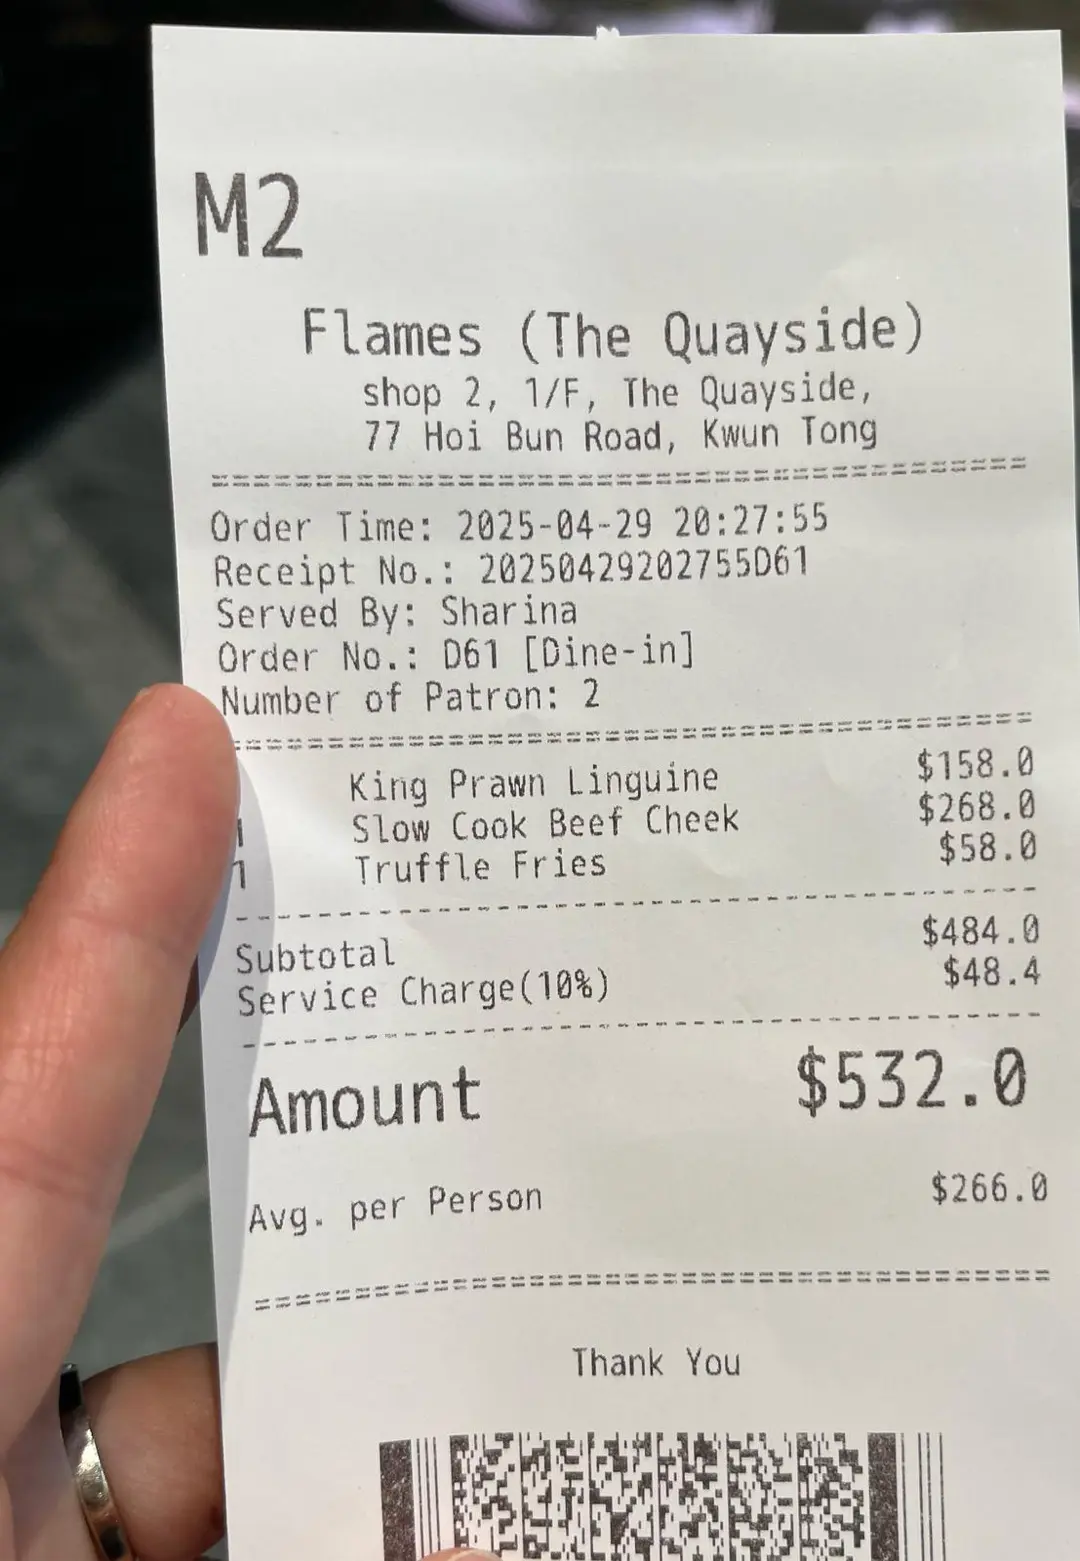 M2
Flames (The Quayside)
shop 2, 1/F, The Quayside,
77 Hoi Bun Road, Kwun Tong
Order Time: 2025-04-29 20:27:55
Receipt No.: 20250429202755D61
Served By: Sharina
Order No.: D61 [Dine-in]
Number of Patron: 2
King Prawn Linguine $158.0
1 Slow Cook Beef Cheek $268.0
1 Truffle Fries $58.0
Subtotal $484.0
Service Charge(10%) $48.4
Amount $532.0
Avg. per Person $266.0
Thank You